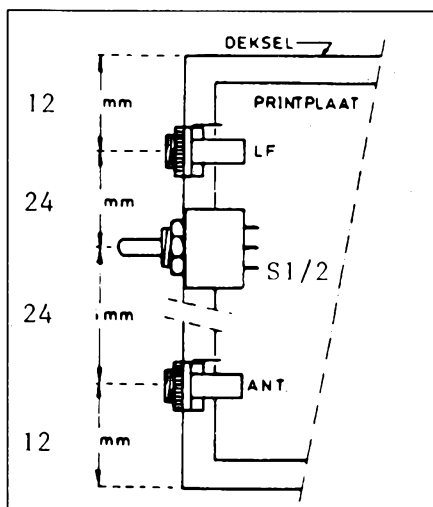 DEKSEL
12 mm
PRINTPLAAT
LF
24 mm
S1/2
24 mm
ANT.
12 mm